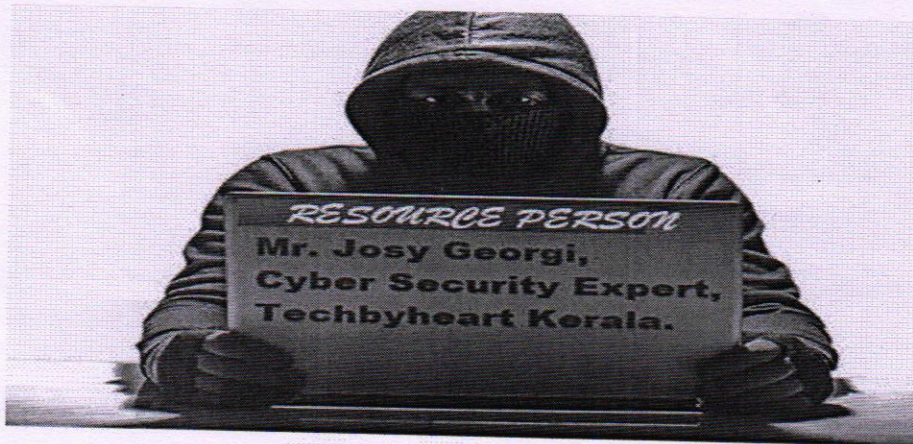 RESOURCE PERSON
Mr. Josy Georgi,
Cyber Security Expert,
Techbyheart Kerala.